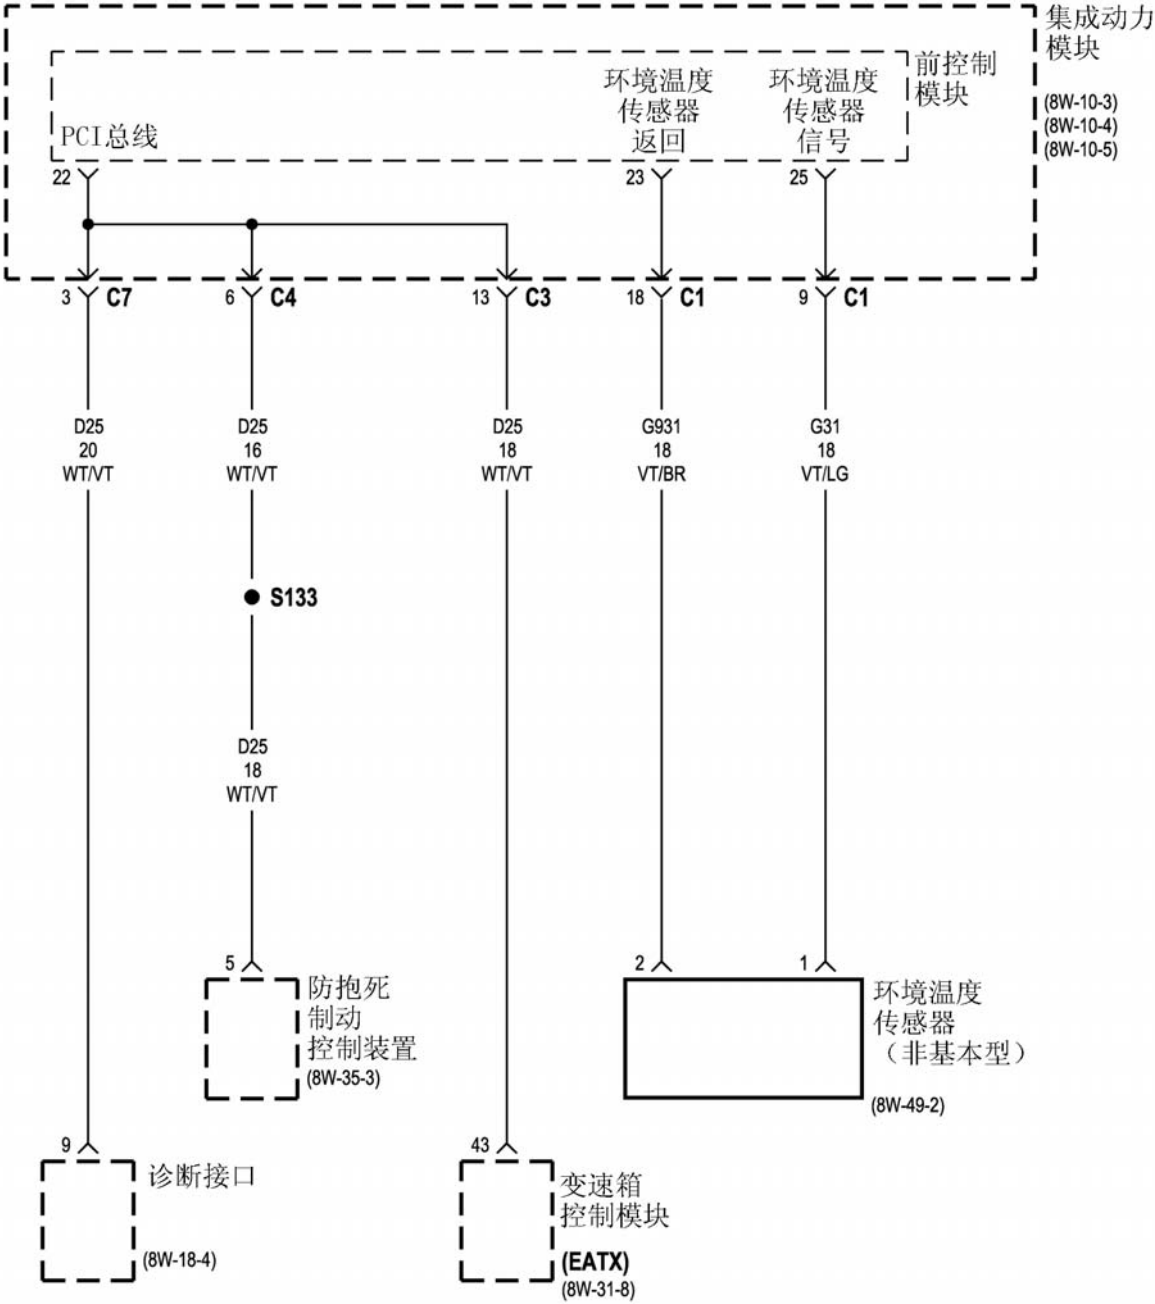 集成动力
模块
(8W-10-3)
(8W-10-4)
(8W-10-5)
前控制
模块
PCI总线
环境温度
传感器
返回
环境温度
传感器
信号
22
23
25
3 C7
6 C4
13 C3
18 C1
9 C1
D25
20
WT/VT
D25
16
WT/VT
D25
18
WT/VT
G931
18
VT/BR
G31
18
VT/LG
S133
D25
18
WT/VT
5
2
1
防抱死
制动
控制装置
(8W-35-3)
环境温度
传感器
（非基本型）
(8W-49-2)
9
43
诊断接口
(8W-18-4)
变速箱
控制模块
(EATX)
(8W-31-8)